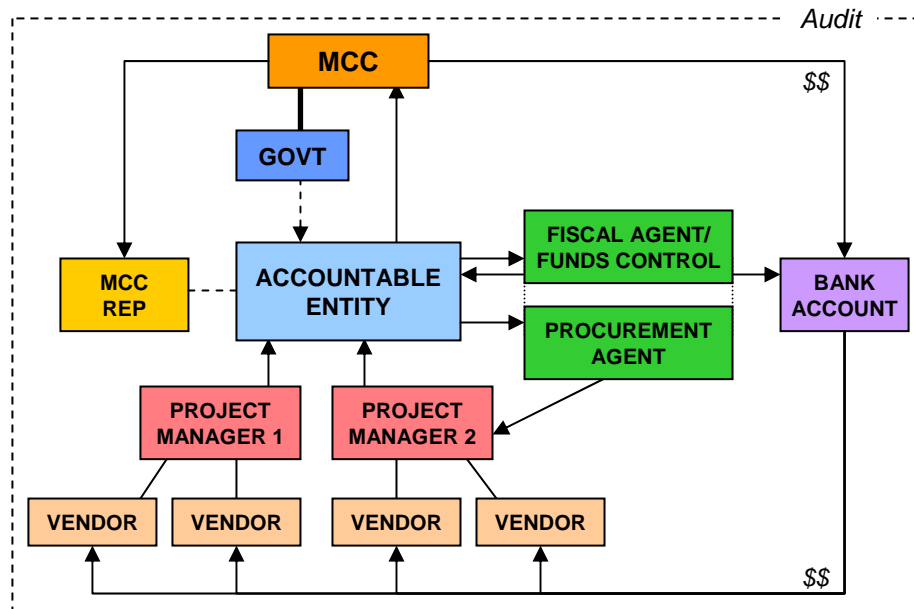 Audit
MCC
$$
GOVT
FISCAL AGENT/
FUNDS CONTROL
ACCOUNTABLE
ENTITY
MCC
REP
BANK
ACCOUNT
PROCUREMENT
AGENT
PROJECT
MANAGER 1
PROJECT
MANAGER 2
VENDOR
VENDOR
VENDOR
VENDOR
$$